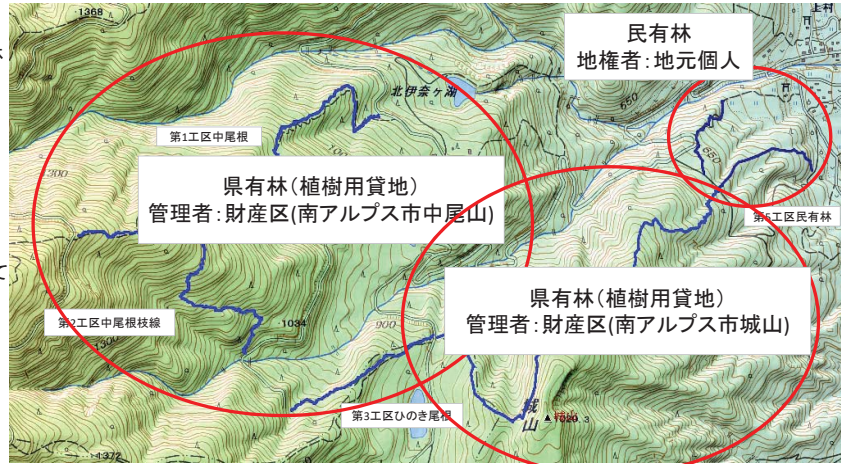 1368
上村
民有林
地権者：地元個人
北伊奈ヶ湖
660
第1工区中尾根
県有林（植樹用貸地）
管理者：財産区(南アルプス市中尾山)
660
第5工区民有林
県有林（植樹用貸地）
管理者：財産区(南アルプス市城山)
第2工区中尾根枝線
1034
900
1300
第3工区ひのき尾根
城山
1372